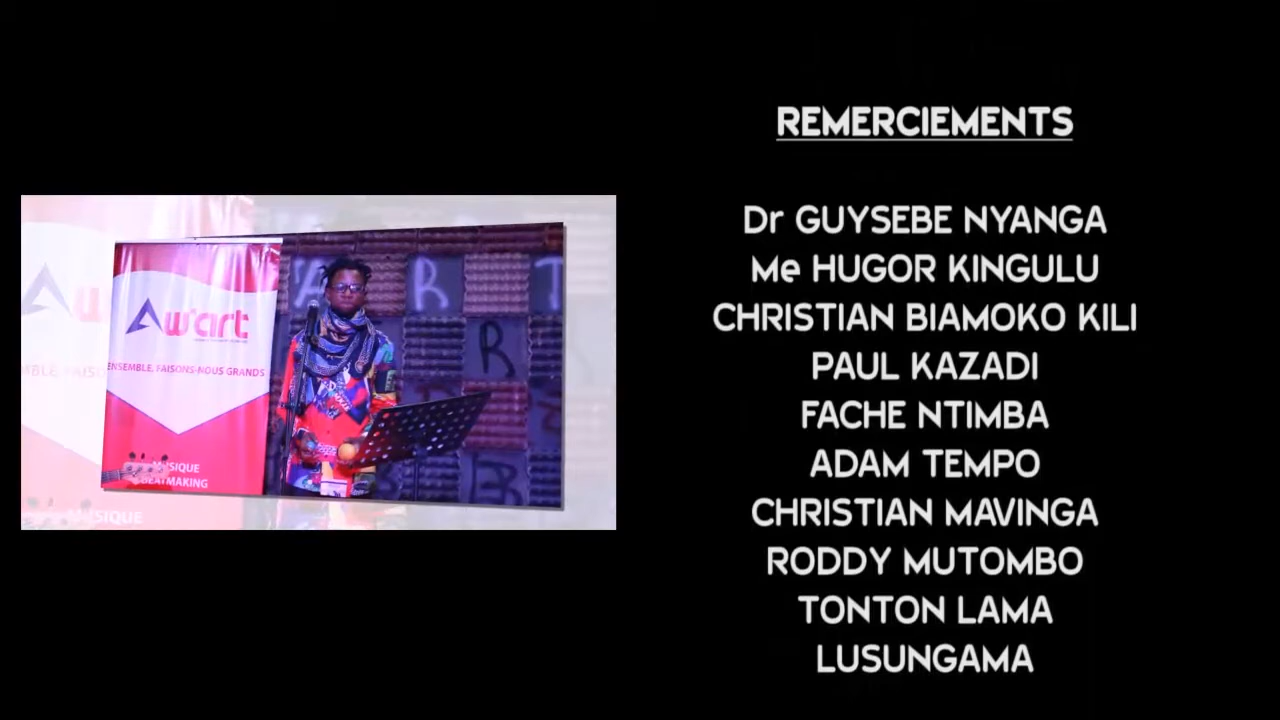 Aw'art
ENSEMBLE, FAISONS-NOUS GRANDS
MUSIQUE
BEATMAKING
A R T
R
REMERCIEMENTS
Dr GUYSEBE NYANGA
Me HUGOR KINGULU
CHRISTIAN BIAMOKO KILI
PAUL KAZADI
FACHE NTIMBA
ADAM TEMPO
CHRISTIAN MAVINGA
RODDY MUTOMBO
TONTON LAMA
LUSUNGAMA